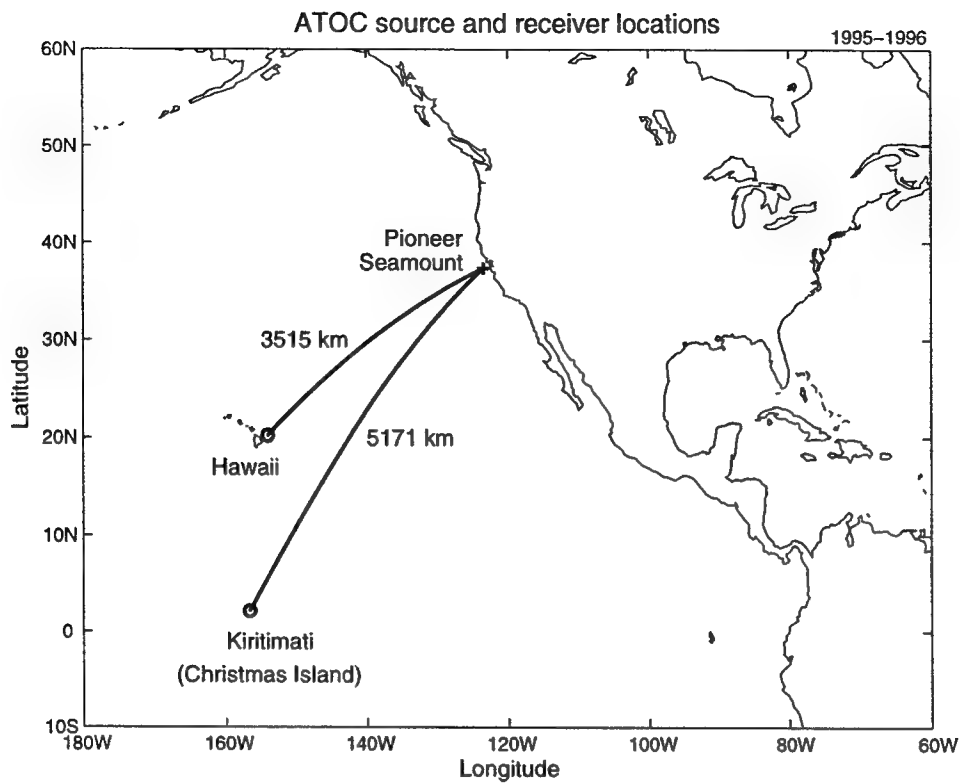 ATOC source and receiver locations
1995–1996
60N
50N
40N
30N
20N
10N
0
10S
Latitude
Pioneer
Seamount
3515 km
5171 km
Hawaii
Kiritimati
(Christmas Island)
180W
160W
140W
120W
100W
80W
60W
Longitude